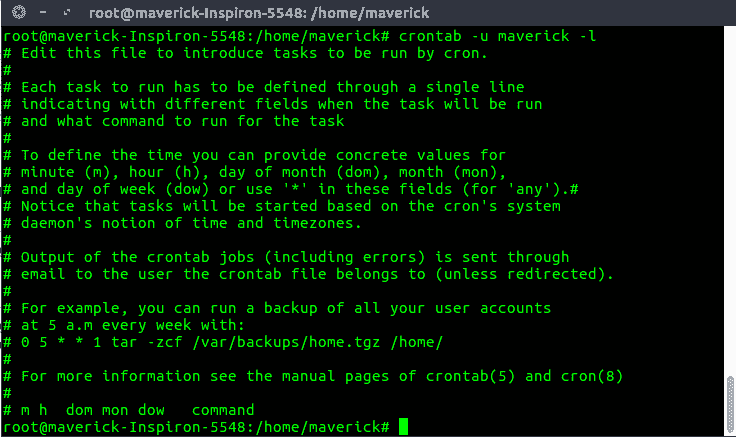 root@maverick-Inspiron-5548: /home/maverick
root@maverick-Inspiron-5548:/home/maverick# crontab -u maverick -l
# Edit this file to introduce tasks to be run by cron.
#
# Each task to run has to be defined through a single line
# indicating with different fields when the task will be run
# and what command to run for the task
#
# To define the time you can provide concrete values for
# minute (m), hour (h), day of month (dom), month (mon),
# and day of week (dow) or use '*' in these fields (for 'any').#
# Notice that tasks will be started based on the cron's system
# daemon's notion of time and timezones.
#
# Output of the crontab jobs (including errors) is sent through
# email to the user the crontab file belongs to (unless redirected).
#
# For example, you can run a backup of all your user accounts
# at 5 a.m every week with:
# 0 5 * * 1 tar -zcf /var/backups/home.tgz /home/
#
# For more information see the manual pages of crontab(5) and cron(8)
#
# m h  dom mon dow   command
root@maverick-Inspiron-5548:/home/maverick#